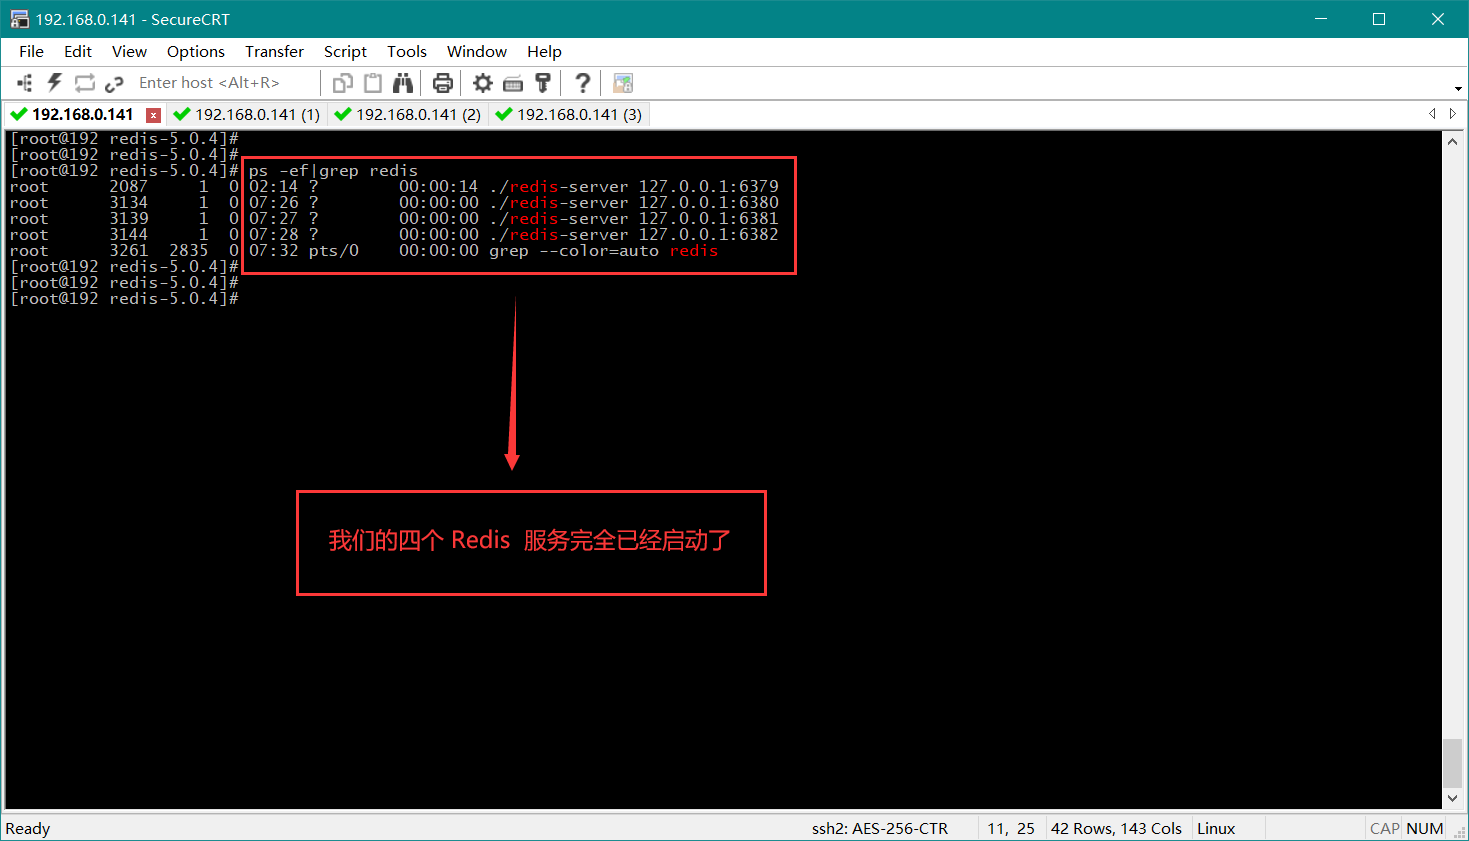 192.168.0.141 - SecureCRT
File Edit View Options Transfer Script Tools Window Help
Enter host <Alt+R>
192.168.0.141 192.168.0.141 (1) 192.168.0.141 (2) 192.168.0.141 (3)
[root@192 redis-5.0.4]#
[root@192 redis-5.0.4]#
[root@192 redis-5.0.4]# ps -ef|grep redis
root 2087 1 0 02:14 ? 00:00:14 ./redis-server 127.0.0.1:6379
root 3134 1 0 07:26 ? 00:00:00 ./redis-server 127.0.0.1:6380
root 3139 1 0 07:27 ? 00:00:00 ./redis-server 127.0.0.1:6381
root 3144 1 0 07:28 ? 00:00:00 ./redis-server 127.0.0.1:6382
root 3261 2835 0 07:32 pts/0 00:00:00 grep --color=auto redis
[root@192 redis-5.0.4]#
[root@192 redis-5.0.4]#
[root@192 redis-5.0.4]#
我们的四个 Redis 服务完全已经启动了
Ready ssh2: AES-256-CTR 11, 25 42 Rows, 143 Cols Linux CAP NUM